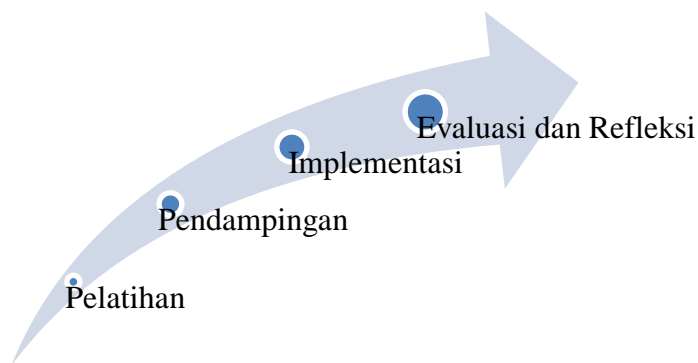 Evaluasi dan Refleksi
Implementasi
Pendampingan
Pelatihan